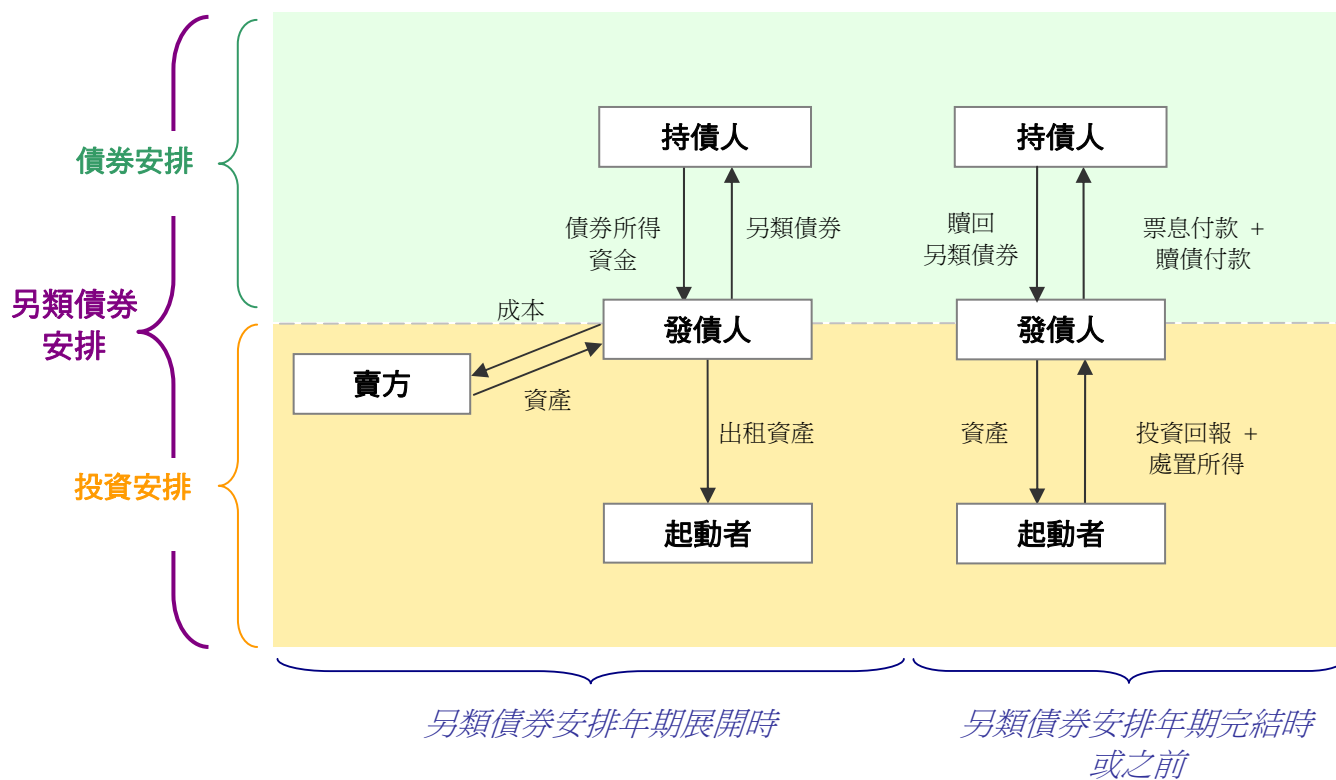 持債人
持債人
債券安排
債券所得
資金
另類債券
贖回
另類債券
票息付款 +
贖債付款
另類債券
安排
成本
發債人
發債人
賣方
資產
出租資產
資產
投資回報 +
處置所得
投資安排
起動者
起動者
另類債券安排年期展開時
另類債券安排年期完結時
或之前